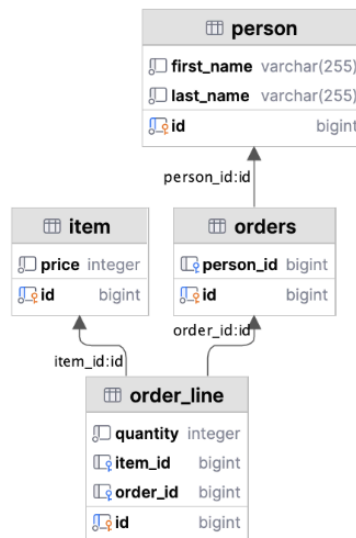 person
first_name varchar(255)
last_name varchar(255)
id bigint
person_id:id
item
price integer
id bigint
orders
person_id bigint
id bigint
item_id:id
order_id:id
order_line
quantity integer
item_id bigint
order_id bigint
id bigint